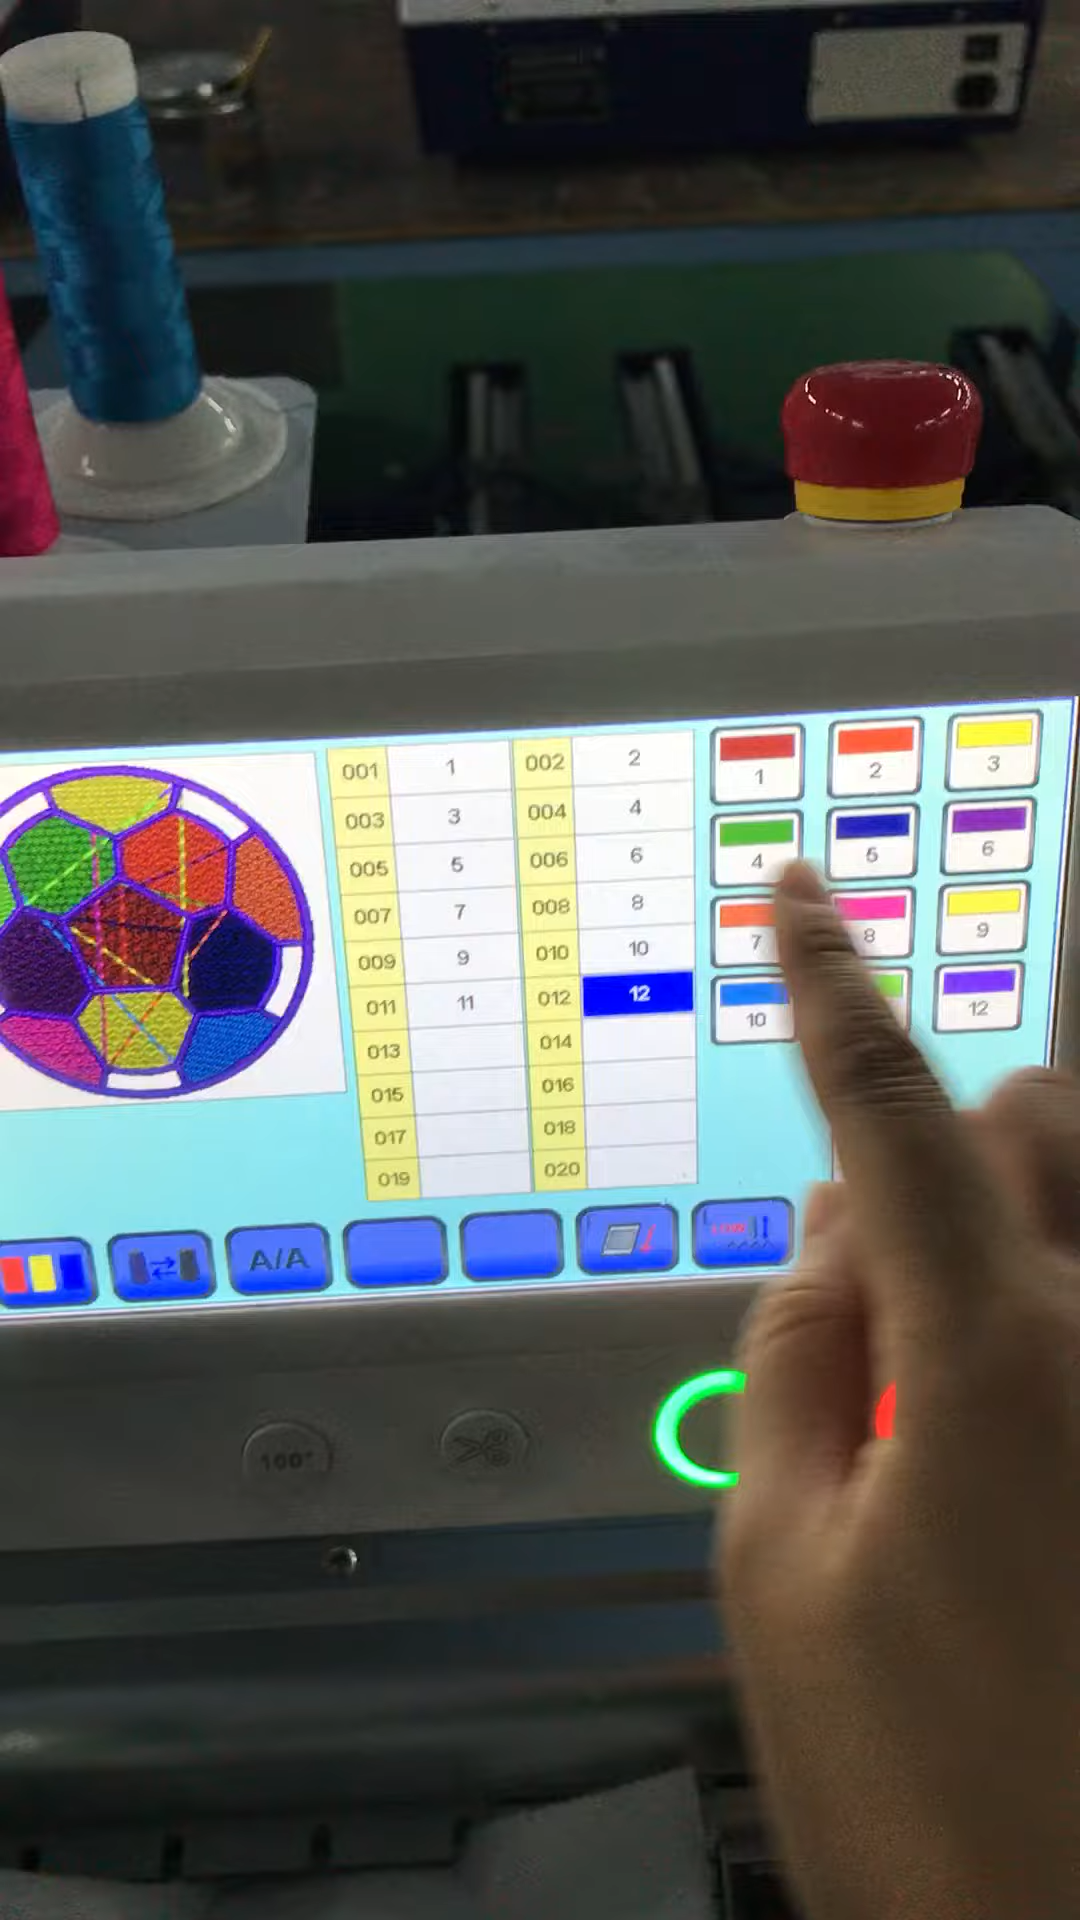 001 1 002 2
003 3 004 4
005 5 006 6
007 7 008 8
009 9 010 10
011 11 012 12
013 014
015 016
017 018
019 020
1 2 3
4 5 6
7 8 9
10 12
A/A
100°